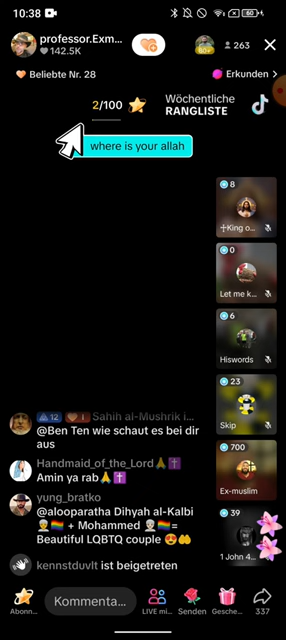 10:38
60
professor.Exm...
142.5K
60+
263
Beliebte Nr. 28
Erkunden >
2/100
Wöchentliche
RANGLISTE
where is your allah
8
✝King o...
0
Let me k...
6
Hiswords
23
Skip
700
Ex-muslim
39
1 John 4...
12
1
Sahih al-Mushrik i...
@Ben Ten wie schaut es bei dir
aus
Handmaid_of_the_Lord🙏✝️
Amin ya rab🙏✝️
yung_bratko
@alooparatha Dihyah al-Kalbi
👳🏳️‍🌈 + Mohammed 👳🏳️‍🌈=
Beautiful LQBTQ couple 😍🤲
kennstduvlt ist beigetreten
Abonn...
Kommenta...
LIVE mi...
Senden
Gesche...
337